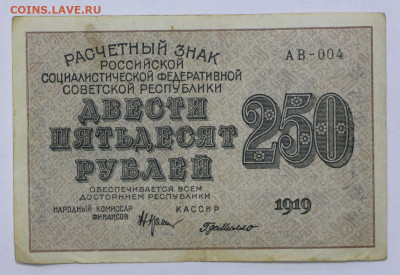 COINS.LAVE.RU
РАСЧЕТНЫЙ ЗНАК
РОССИЙСКОЙ
СОЦИАЛИСТИЧЕСКОЙ ФЕДЕРАТИВНОЙ
СОВЕТСКОЙ РЕСПУБЛИКИ
АВ-004
ДВЕСТИ
ПЯТЬДЕСЯТ
РУБЛЕЙ
250
ОБЕСПЕЧИВАЕТСЯ ВСЕМ
ДОСТОЯНИЕМ РЕСПУБЛИКИ
НАРОДНЫЙ КОМИССАР
ФИНАНСОВ
КАССИР
1919